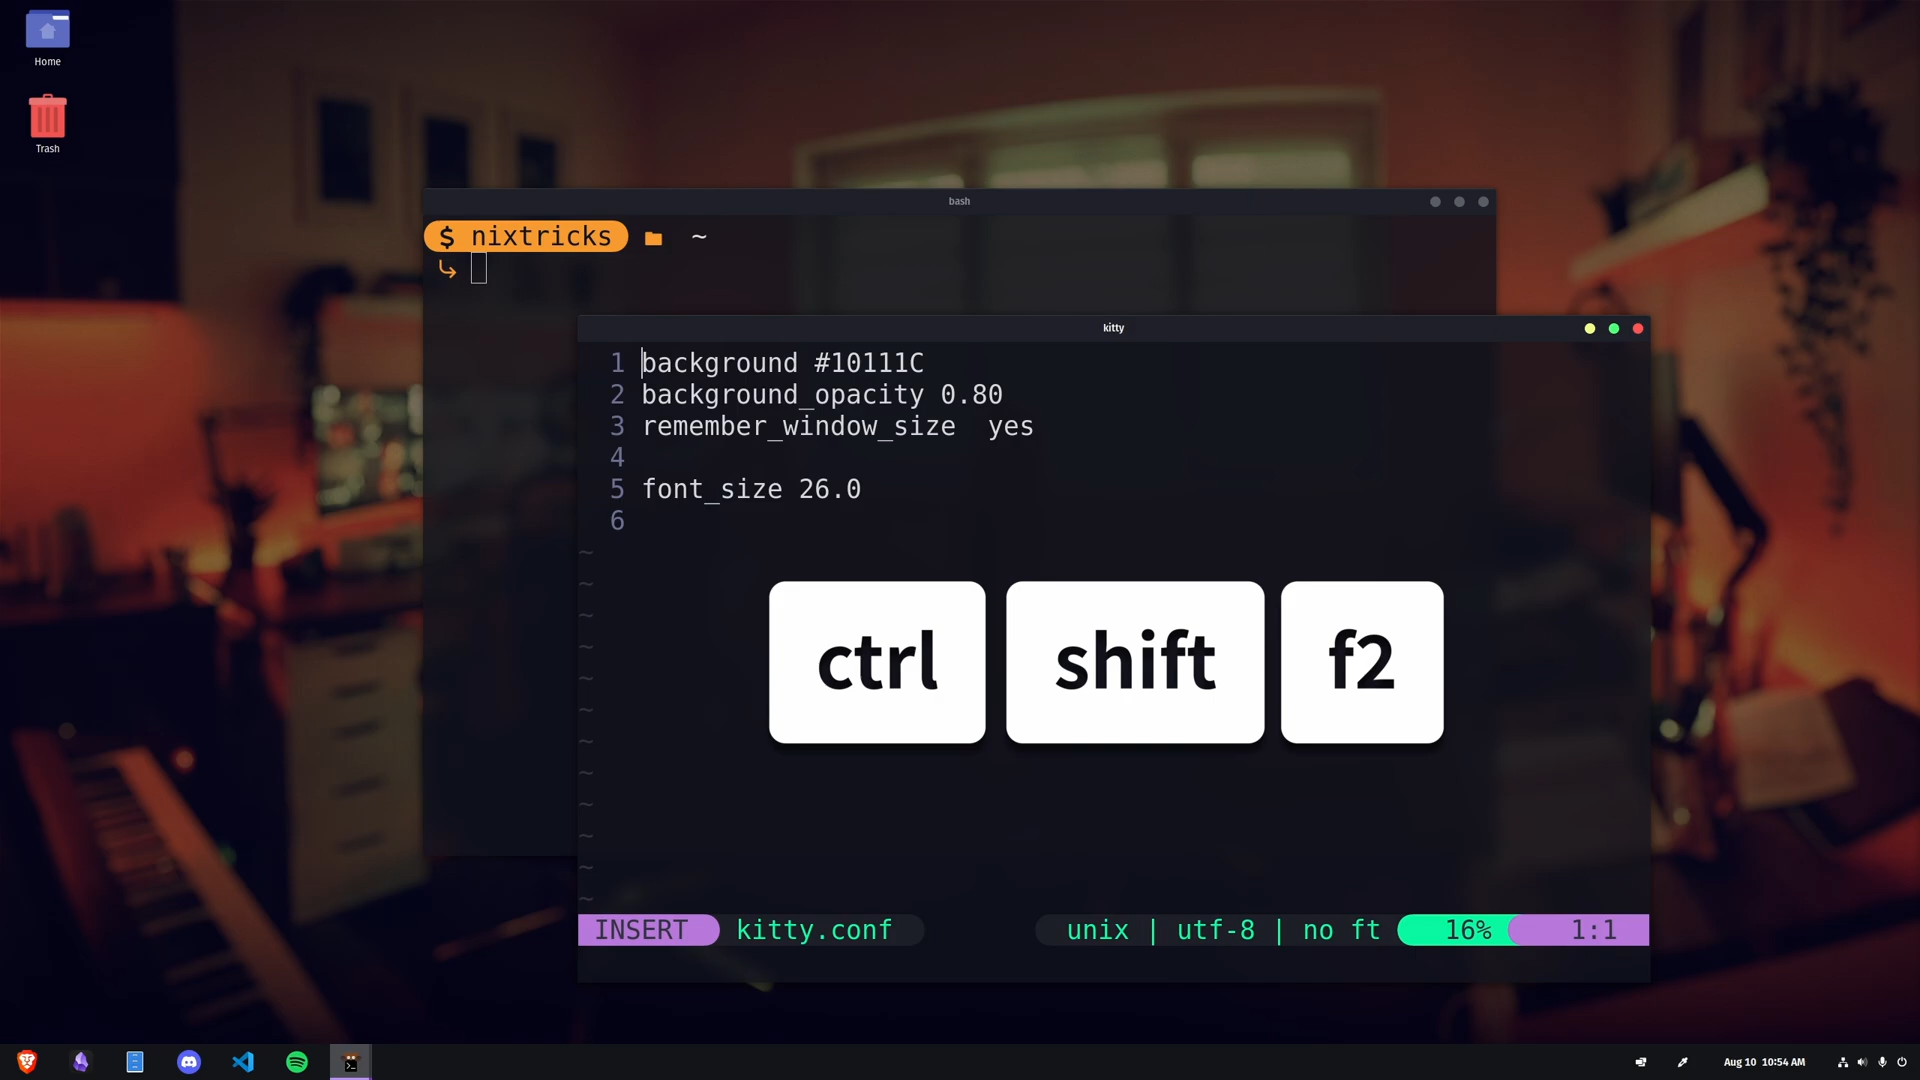 Home
Trash
bash
$ nixtricks ~
kitty
1 background #10111C
2 background_opacity 0.80
3 remember_window_size  yes
4
5 font_size 26.0
6
~
~
~
~
~
~
~
~
~
~
~
~
ctrl shift f2
INSERT kitty.conf unix | utf-8 | no ft 16% 1:1
Aug 10 10:54 AM